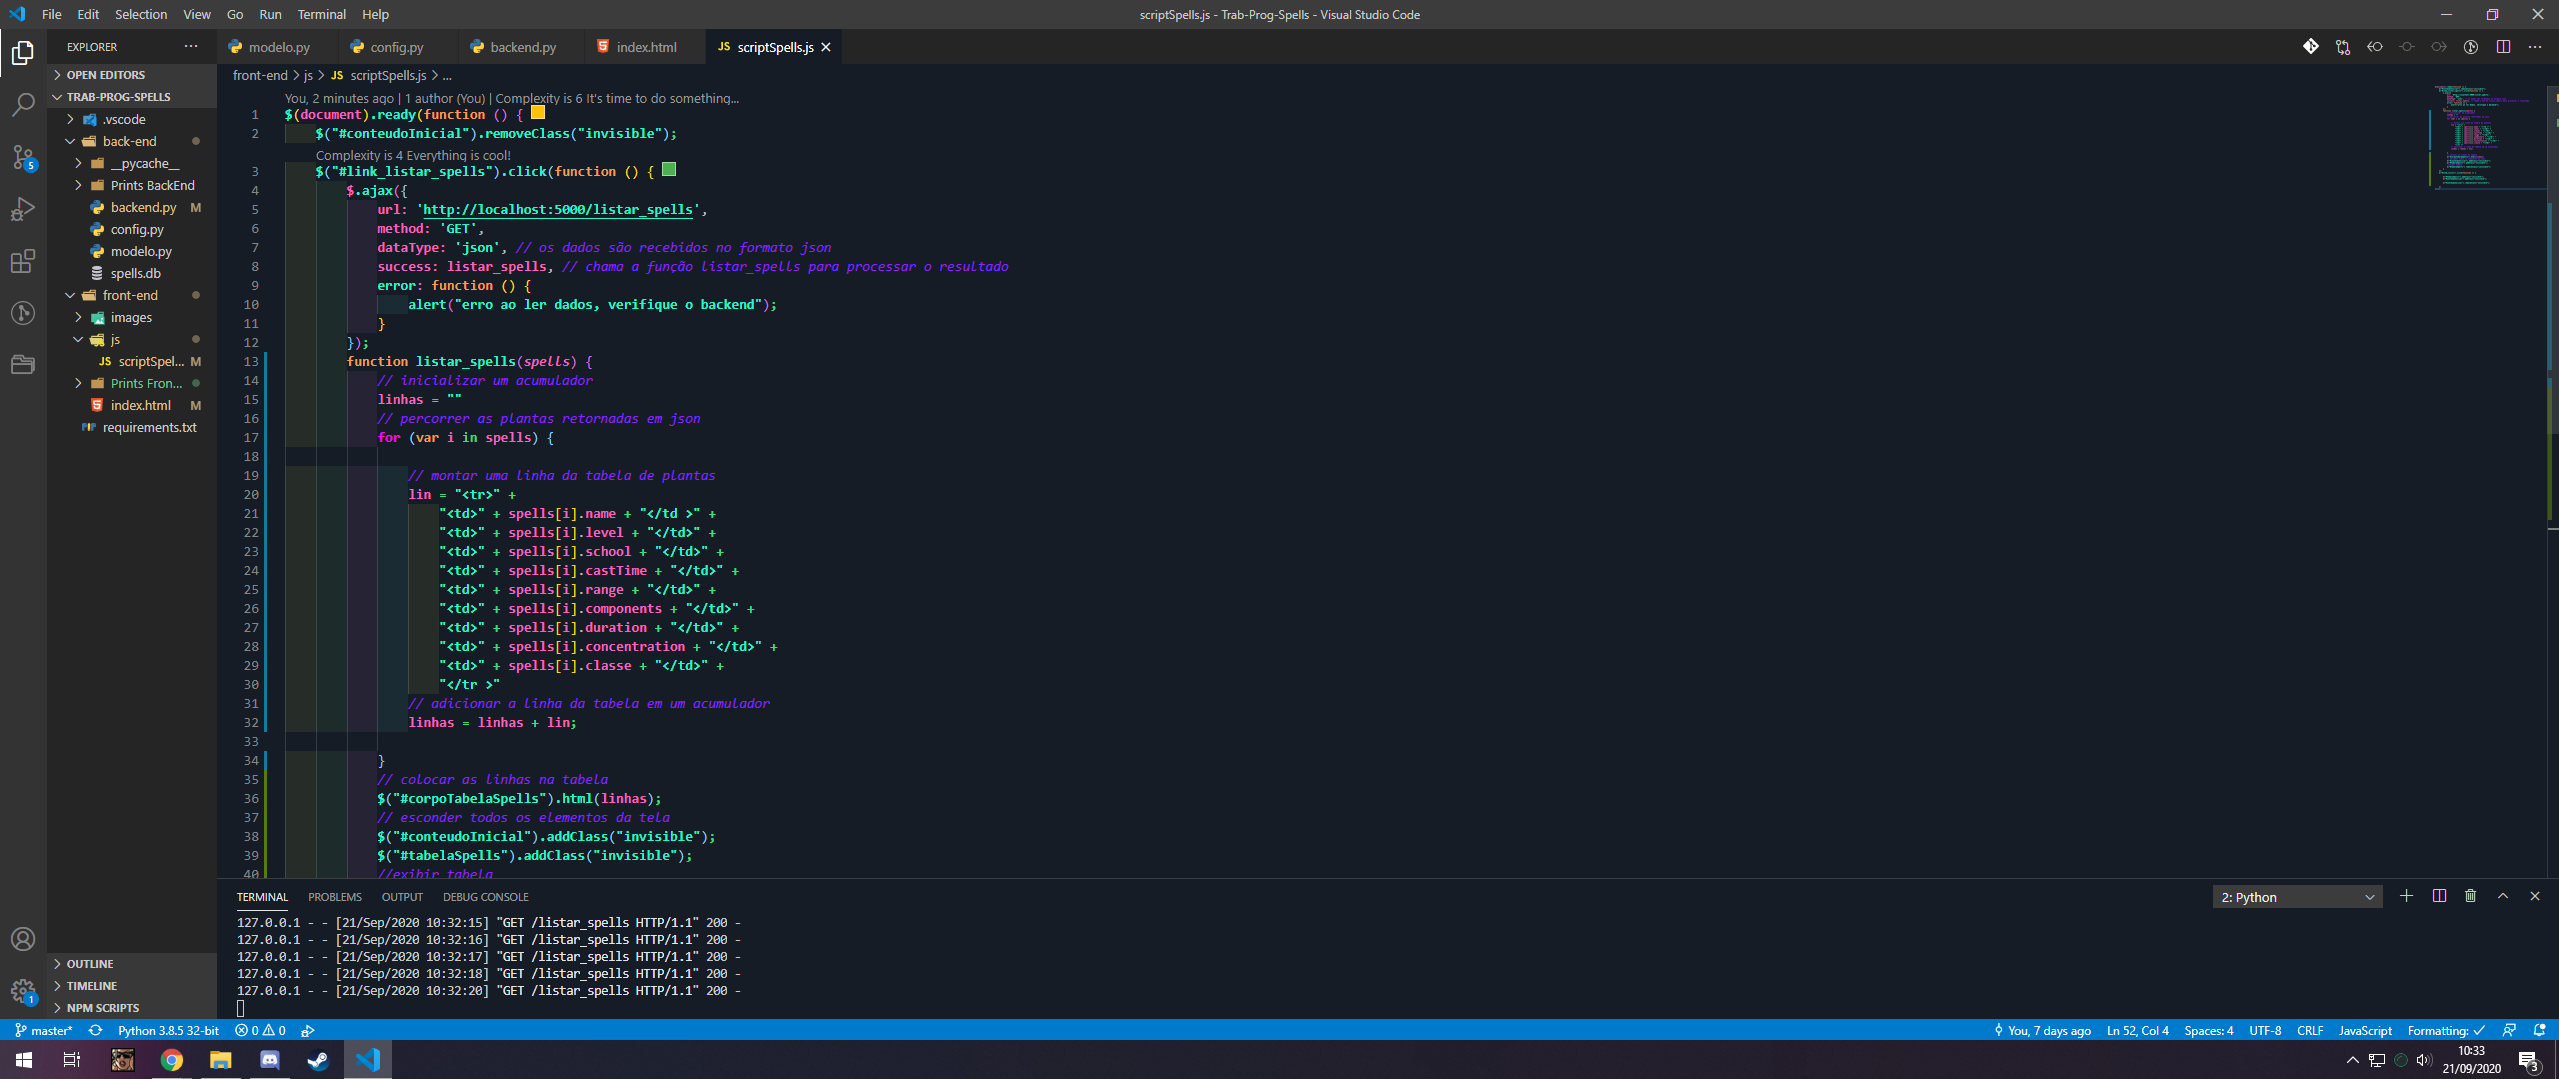 File Edit Selection View Go Run Terminal Help
scriptSpells.js - Trab-Prog-Spells - Visual Studio Code
EXPLORER
modelo.py config.py backend.py index.html JS scriptSpells.js
OPEN EDITORS
TRAB-PROG-SPELLS
.vscode
back-end
__pycache__
Prints BackEnd
backend.py M
config.py
modelo.py
spells.db
front-end
images
js
JS scriptSpel... M
Prints Fron...
index.html M
requirements.txt
OUTLINE
TIMELINE
NPM SCRIPTS
5
1
front-end > js > JS scriptSpells.js > ...
You, 2 minutes ago | 1 author (You) | Complexity is 6 It's time to do something...
1 $(document).ready(function () {
2 $("#conteudoInicial").removeClass("invisible");
Complexity is 4 Everything is cool!
3 $("#link_listar_spells").click(function () {
4 $.ajax({
5 url: 'http://localhost:5000/listar_spells',
6 method: 'GET',
7 dataType: 'json', // os dados são recebidos no formato json
8 success: listar_spells, // chama a função listar_spells para processar o resultado
9 error: function () {
10 alert("erro ao ler dados, verifique o backend");
11 }
12 });
13 function listar_spells(spells) {
14 // inicializar um acumulador
15 linhas = ""
16 // percorrer as plantas retornadas em json
17 for (var i in spells) {
18
19 // montar uma linha da tabela de plantas
20 lin = "<tr>" +
21 "<td>" + spells[i].name + "</td >" +
22 "<td>" + spells[i].level + "</td>" +
23 "<td>" + spells[i].school + "</td>" +
24 "<td>" + spells[i].castTime + "</td>" +
25 "<td>" + spells[i].range + "</td>" +
26 "<td>" + spells[i].components + "</td>" +
27 "<td>" + spells[i].duration + "</td>" +
28 "<td>" + spells[i].concentration + "</td>" +
29 "<td>" + spells[i].classe + "</td>" +
30 "</tr >"
31 // adicionar a linha da tabela em um acumulador
32 linhas = linhas + lin;
33
34 }
35 // colocar as linhas na tabela
36 $("#corpoTabelaSpells").html(linhas);
37 // esconder todos os elementos da tela
38 $("#conteudoInicial").addClass("invisible");
39 $("#tabelaSpells").addClass("invisible");
40 //exibir tabela
TERMINAL PROBLEMS OUTPUT DEBUG CONSOLE
2: Python
127.0.0.1 - - [21/Sep/2020 10:32:15] "GET /listar_spells HTTP/1.1" 200 -
127.0.0.1 - - [21/Sep/2020 10:32:16] "GET /listar_spells HTTP/1.1" 200 -
127.0.0.1 - - [21/Sep/2020 10:32:17] "GET /listar_spells HTTP/1.1" 200 -
127.0.0.1 - - [21/Sep/2020 10:32:18] "GET /listar_spells HTTP/1.1" 200 -
127.0.0.1 - - [21/Sep/2020 10:32:20] "GET /listar_spells HTTP/1.1" 200 -
master* Python 3.8.5 32-bit 0 0
You, 7 days ago Ln 52, Col 4 Spaces: 4 UTF-8 CRLF JavaScript Formatting:
10:33
21/09/2020
3